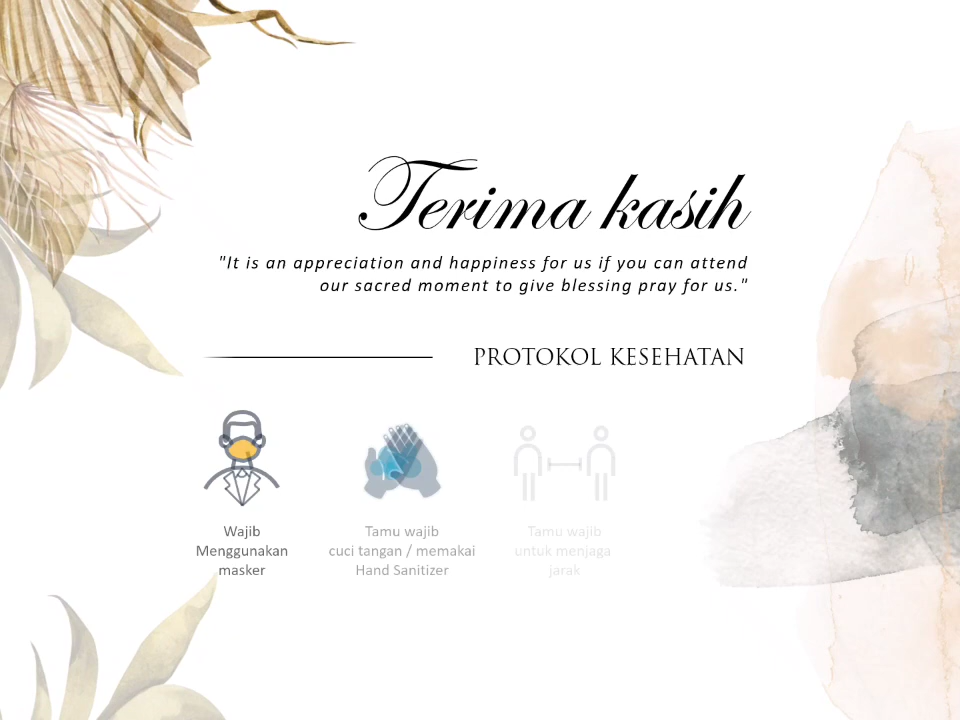 Terima kasih
"It is an appreciation and happiness for us if you can attend
our sacred moment to give blessing pray for us."
PROTOKOL KESEHATAN
Wajib
Menggunakan
masker
Tamu wajib
cuci tangan / memakai
Hand Sanitizer
Tamu wajib
untuk menjaga
jarak